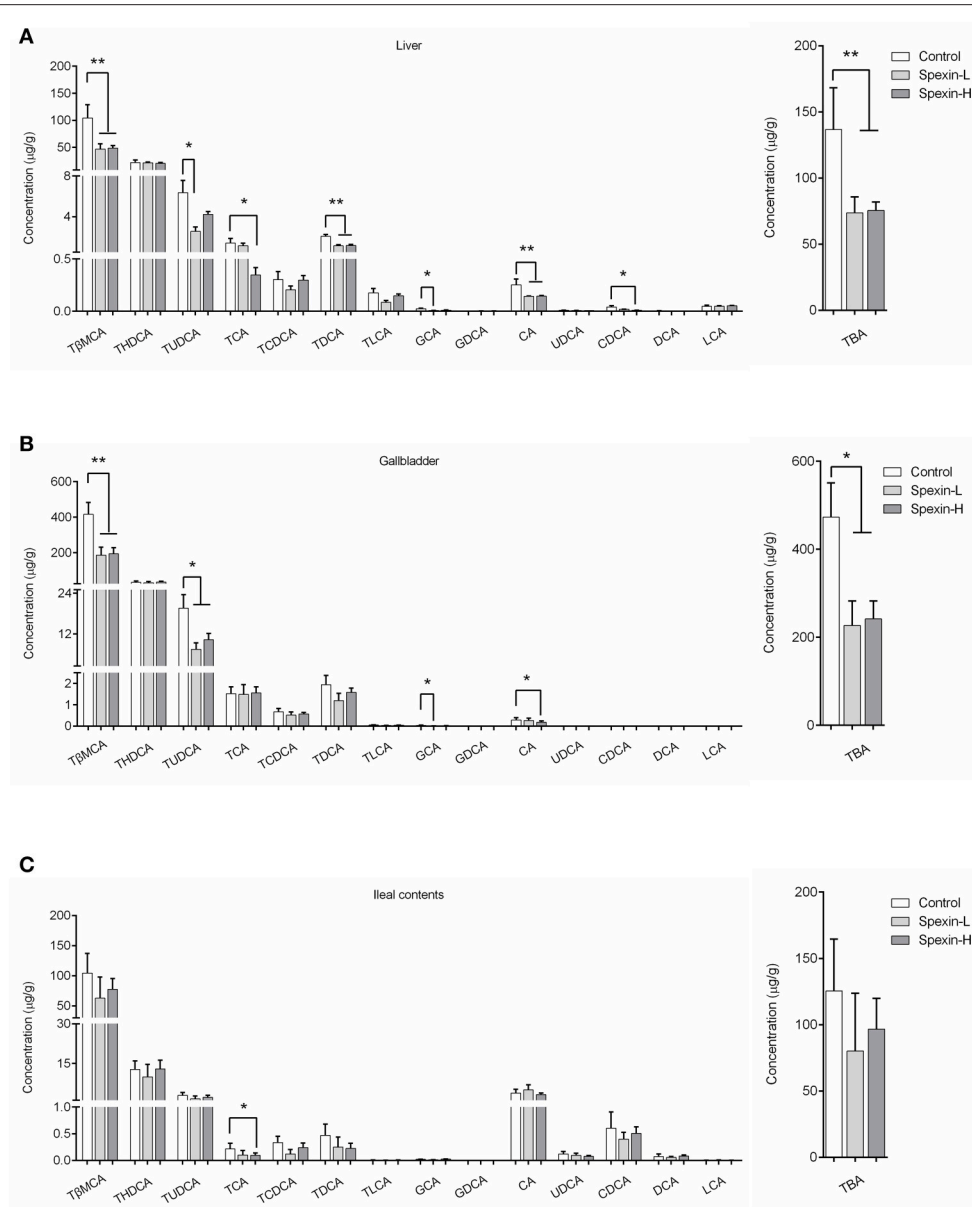 A
Liver
Concentration (μg/g)
200
150
100
50
8
4
0.5
0.0
**
*
*
**
*
**
*
TβMCA THDCA TUDCA TCA TCDCA TDCA TLCA GCA GDCA CA UDCA CDCA DCA LCA
Concentration (μg/g)
200
150
100
50
0
**
TBA
Control
Spexin-L
Spexin-H
B
Gallbladder
Concentration (μg/g)
600
400
200
24
12
2
1
0
**
*
*
*
TβMCA THDCA TUDCA TCA TCDCA TDCA TLCA GCA GDCA CA UDCA CDCA DCA LCA
Concentration (μg/g)
600
400
200
0
*
TBA
Control
Spexin-L
Spexin-H
C
Ileal contents
Concentration (μg/g)
200
150
100
50
30
15
1.0
0.5
0.0
*
TβMCA THDCA TUDCA TCA TCDCA TDCA TLCA GCA GDCA CA UDCA CDCA DCA LCA
Concentration (μg/g)
200
150
100
50
0
TBA
Control
Spexin-L
Spexin-H